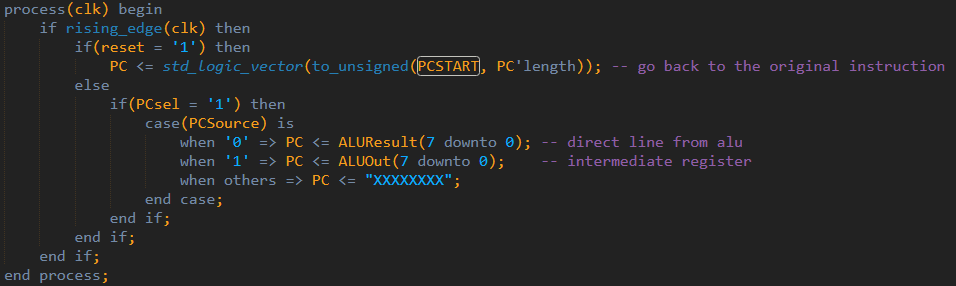 process(clk) begin
    if rising_edge(clk) then
        if(reset = '1') then
            PC <= std_logic_vector(to_unsigned(PCSTART, PC'length)); -- go back to the original instruction
        else
            if(PCsel = '1') then
                case(PCSource) is
                    when '0' => PC <= ALUResult(7 downto 0); -- direct line from alu
                    when '1' => PC <= ALUOut(7 downto 0);    -- intermediate register
                    when others => PC <= "XXXXXXXX";
                end case;
            end if;
        end if;
    end if;
end process;